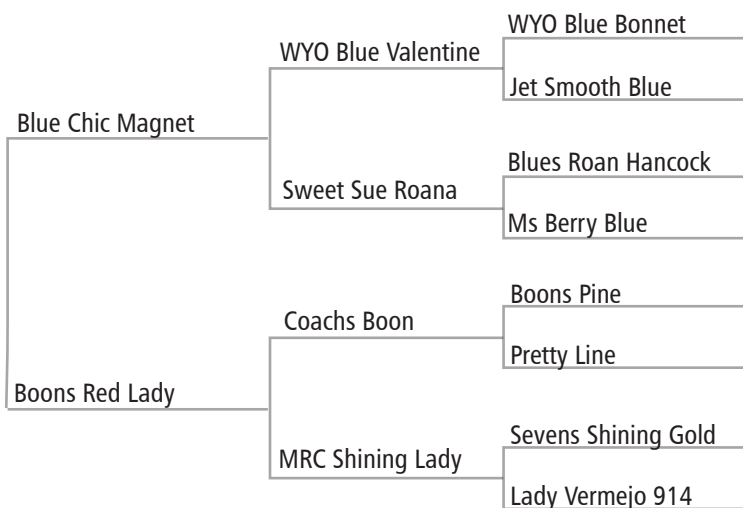 WYO Blue Bonnet
WYO Blue Valentine
Jet Smooth Blue
Blue Chic Magnet
Blues Roan Hancock
Sweet Sue Roana
Ms Berry Blue
Boons Pine
Coachs Boon
Pretty Line
Boons Red Lady
Sevens Shining Gold
MRC Shining Lady
Lady Vermejo 914